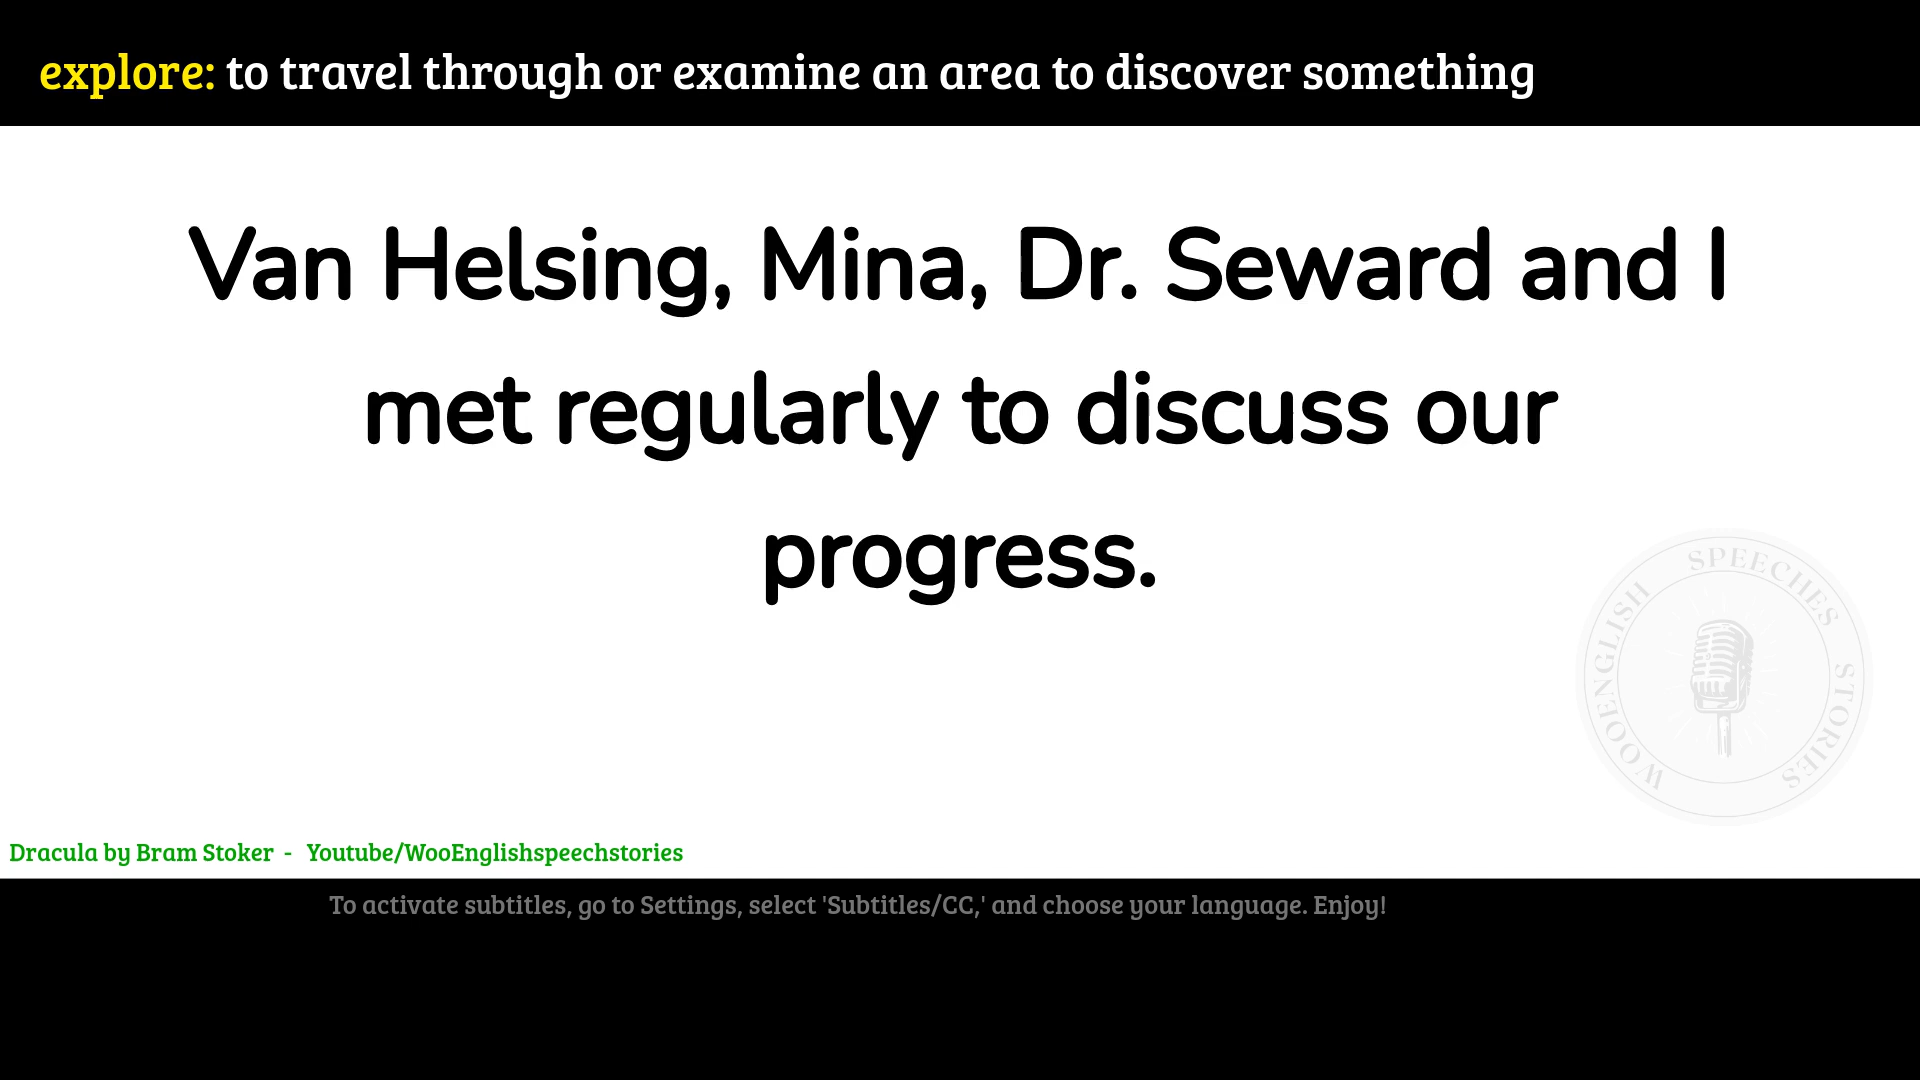 explore: to travel through or examine an area to discover something
Van Helsing, Mina, Dr. Seward and I
met regularly to discuss our
progress.
WOOENGLISH SPEECHES STORIES
Dracula by Bram Stoker - Youtube/WooEnglishspeechstories
To activate subtitles, go to Settings, select 'Subtitles/CC,' and choose your language. Enjoy!